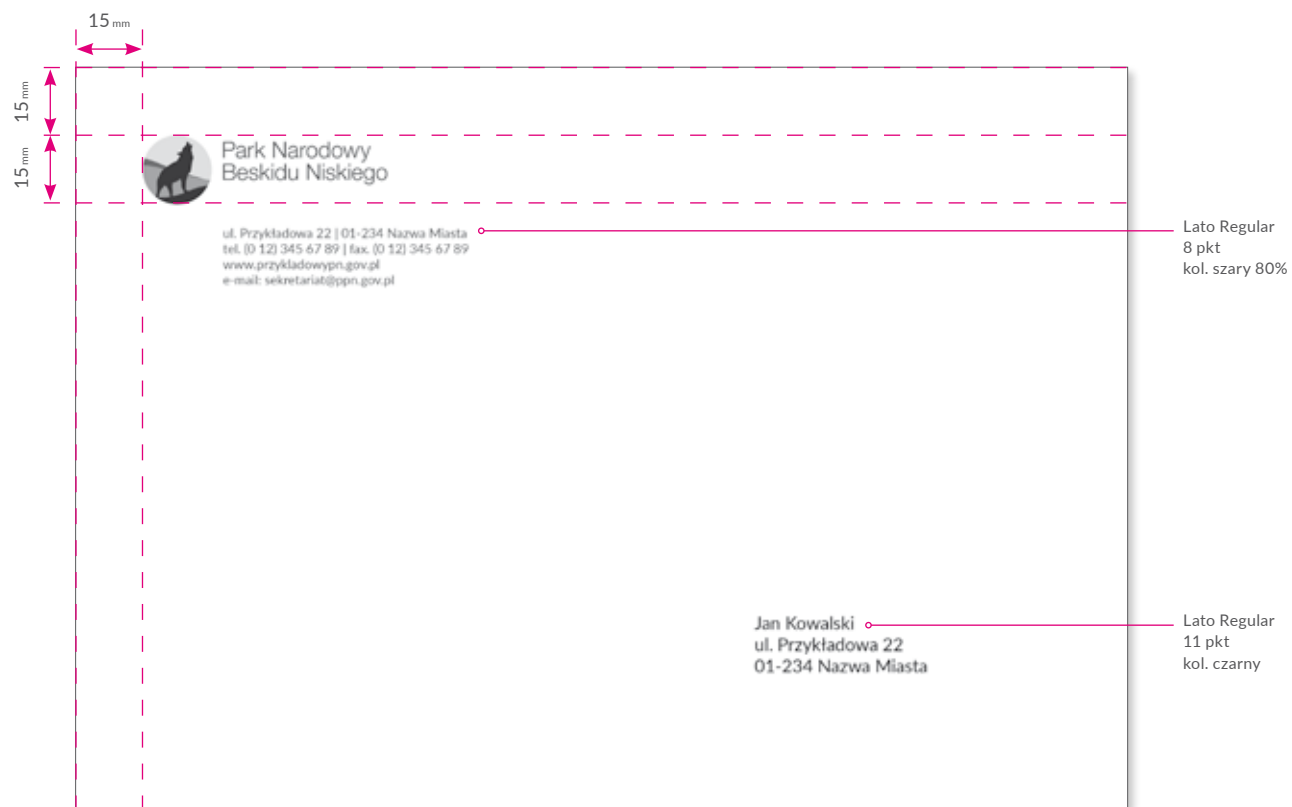 15 mm
15 mm
15 mm
Park Narodowy
Beskidu Niskiego
ul. Przykładowa 22 | 01-234 Nazwa Miasta
tel. (0 12) 345 67 89 | fax. (0 12) 345 67 89
www.przykladowypn.gov.pl
e-mail: sekretariat@ppn.gov.pl
Lato Regular
8 pkt
kol. szary 80%
Jan Kowalski
ul. Przykładowa 22
01-234 Nazwa Miasta
Lato Regular
11 pkt
kol. czarny